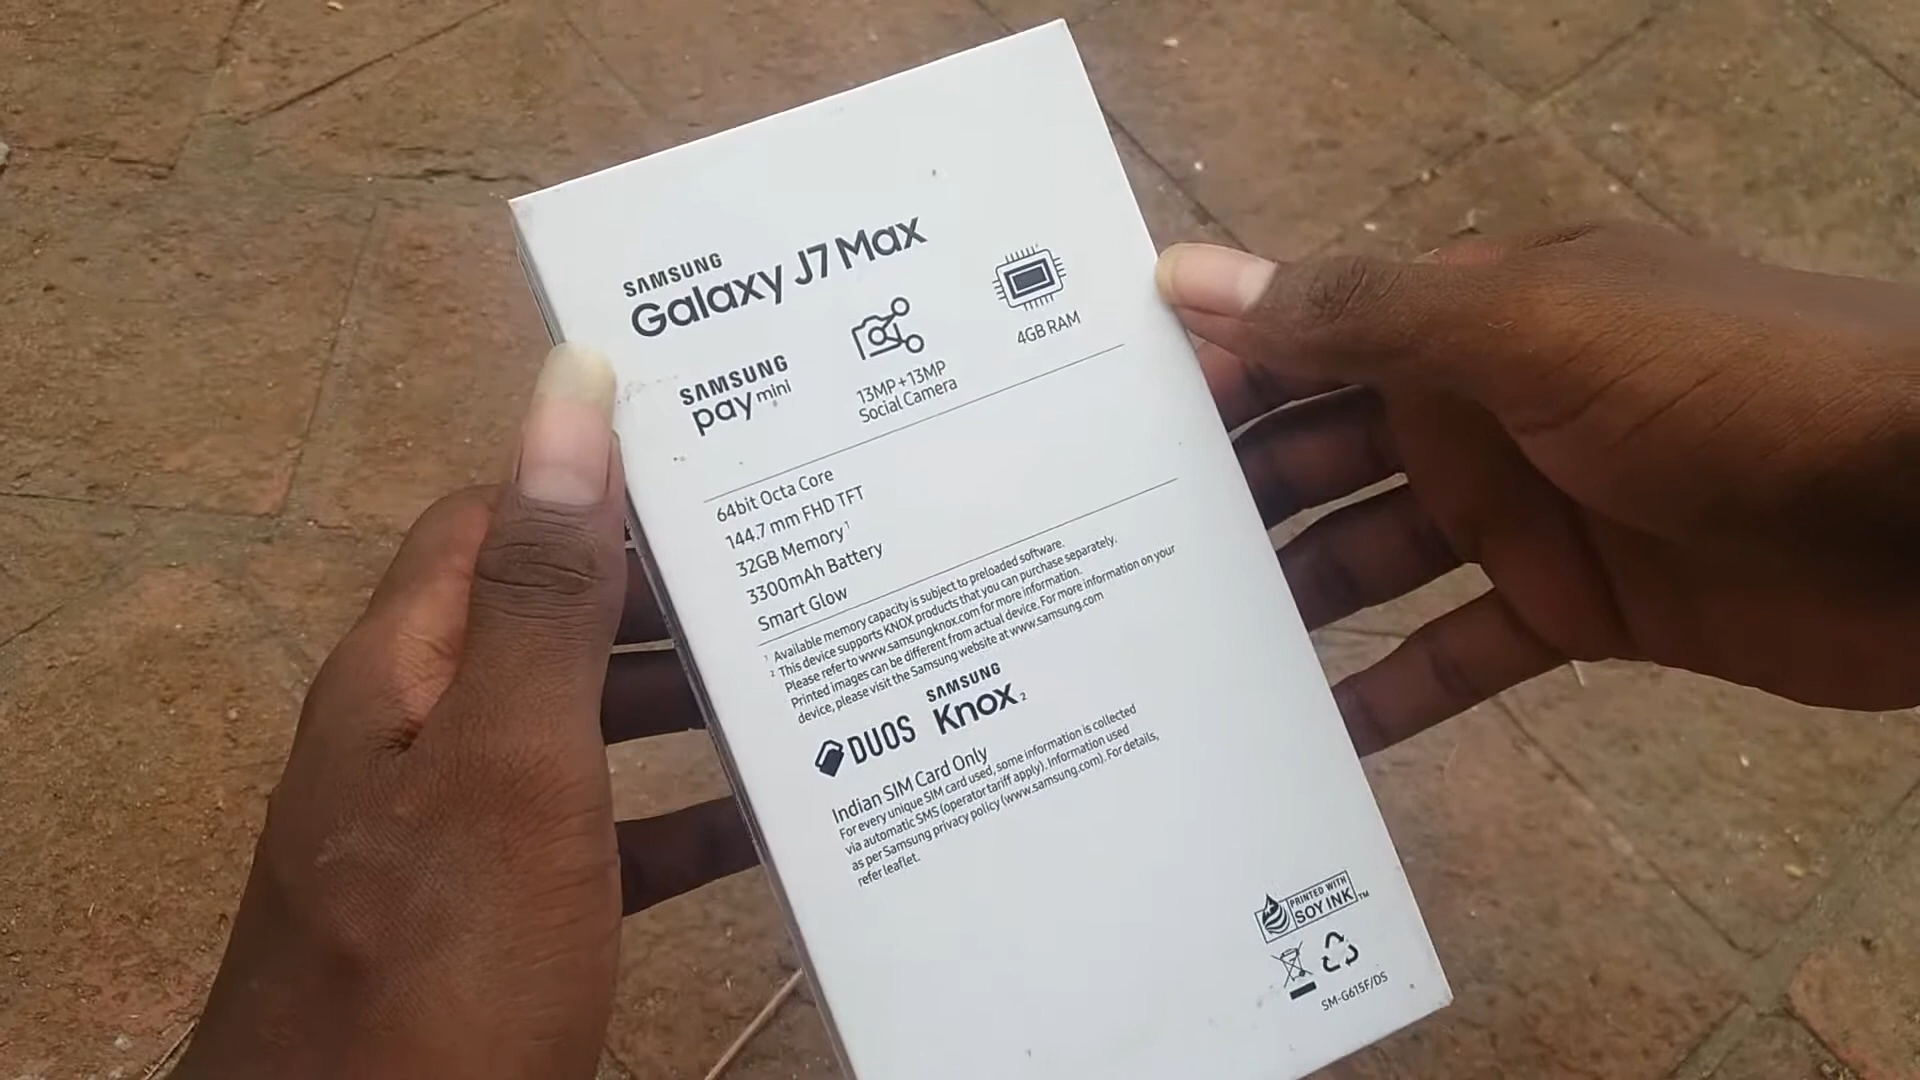 SAMSUNG
Galaxy J7 Max
SAMSUNG
pay mini
13MP+13MP
Social Camera
4GB RAM
64bit Octa Core
144.7 mm FHD TFT
32GB Memory¹
3300mAh Battery
Smart Glow
¹ Available memory capacity is subject to preloaded software.
² This device supports KNOX products that you can purchase separately.
Please refer to www.samsungknox.com for more information.
Printed images can be different from actual device. For more information on your
device, please visit the Samsung website at www.samsung.com
DUOS
SAMSUNG
Knox 2
Indian SIM Card Only
For every unique SIM card used, some information is collected
via automatic SMS (operator tariff apply). Information used
as per Samsung privacy policy (www.samsung.com). For details,
refer leaflet.
PRINTED WITH
SOY INK™
SM-G615F/DS